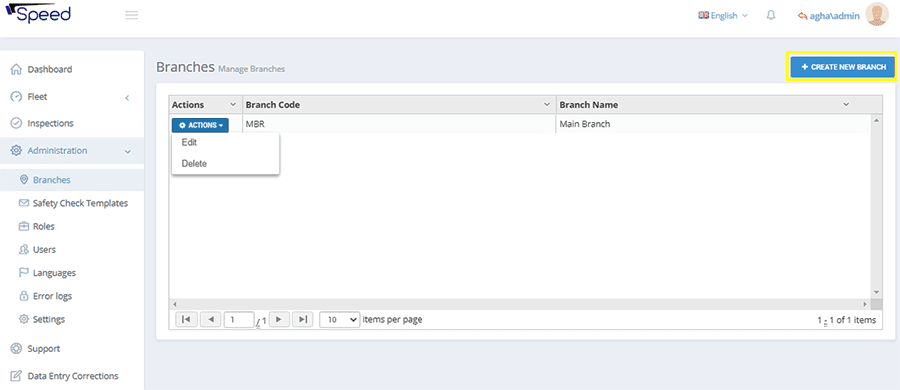 Speed
English
agha\admin
Dashboard
Fleet
Inspections
Administration
Branches
Safety Check Templates
Roles
Users
Languages
Error logs
Settings
Support
Data Entry Corrections
Branches Manage Branches
+ CREATE NEW BRANCH
Actions Branch Code Branch Name
ACTIONS MBR Main Branch
Edit
Delete
1 / 1 10 items per page 1 - 1 of 1 items